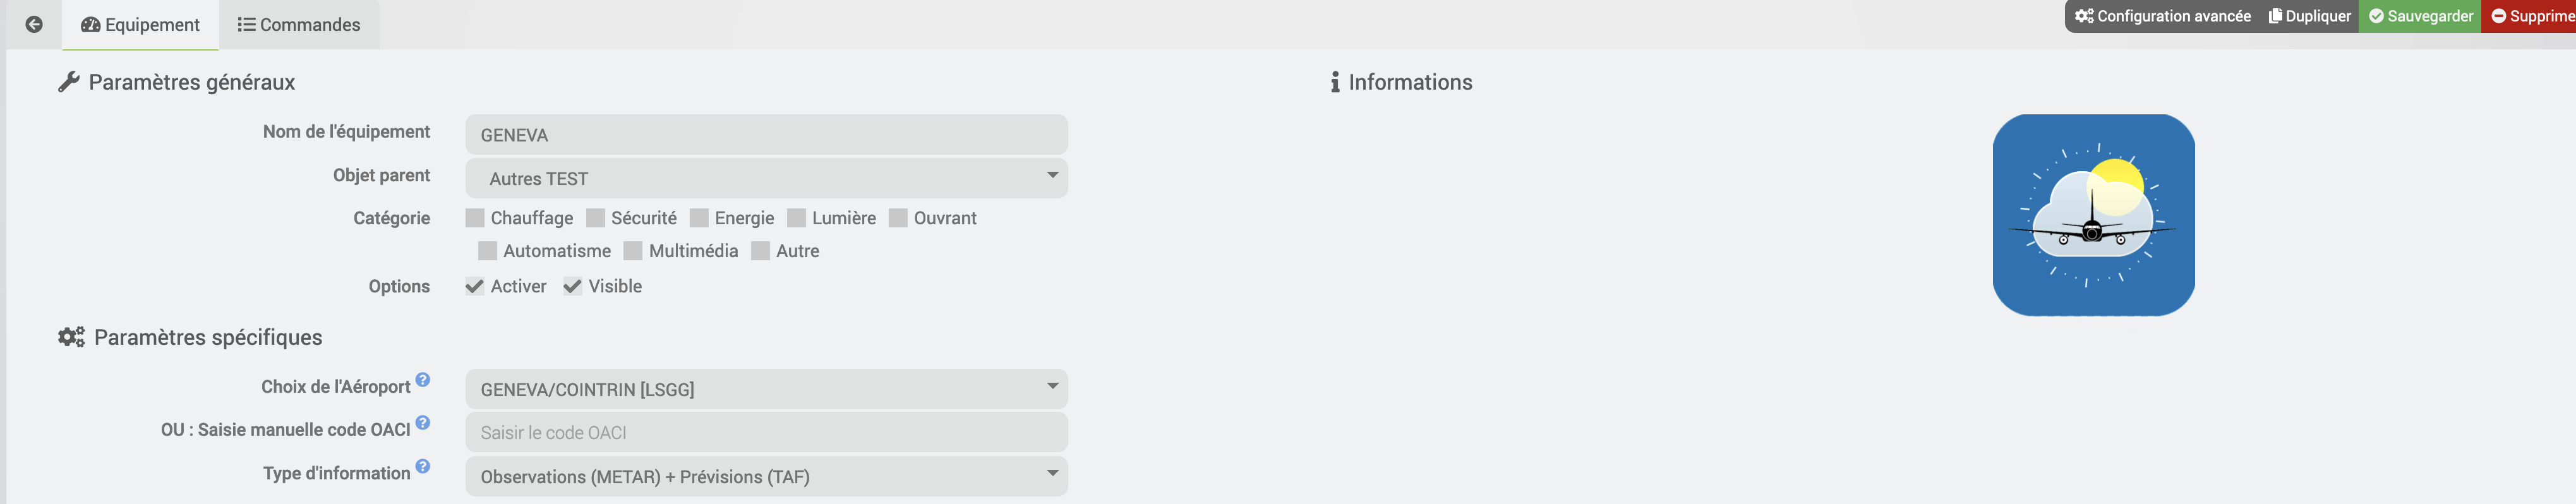 Equipement
Commandes
Configuration avancée
Dupliquer
Sauvegarder
Supprime
Paramètres généraux
Nom de l'équipement
GENEVA
Objet parent
Autres TEST
Catégorie
Chauffage Sécurité Energie Lumière Ouvrant
Automatisme Multimédia Autre
Options
Activer Visible
Paramètres spécifiques
Choix de l'Aéroport ?
GENEVA/COINTRIN [LSGG]
OU : Saisie manuelle code OACI ?
Saisir le code OACI
Type d'information ?
Observations (METAR) + Prévisions (TAF)
Informations